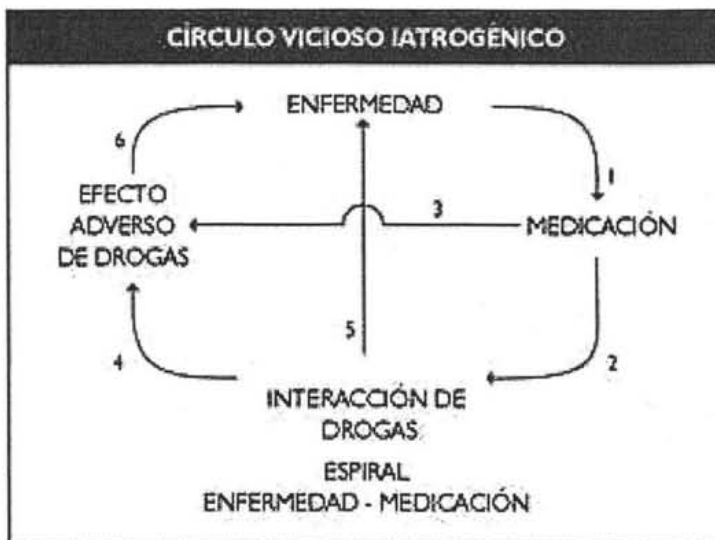 CÍRCULO VICIOSO IATROGÉNICO
ENFERMEDAD
6
1
EFECTO
ADVERSO
DE DROGAS
3
MEDICACIÓN
5
4
2
INTERACCIÓN DE
DROGAS
ESPIRAL
ENFERMEDAD - MEDICACIÓN